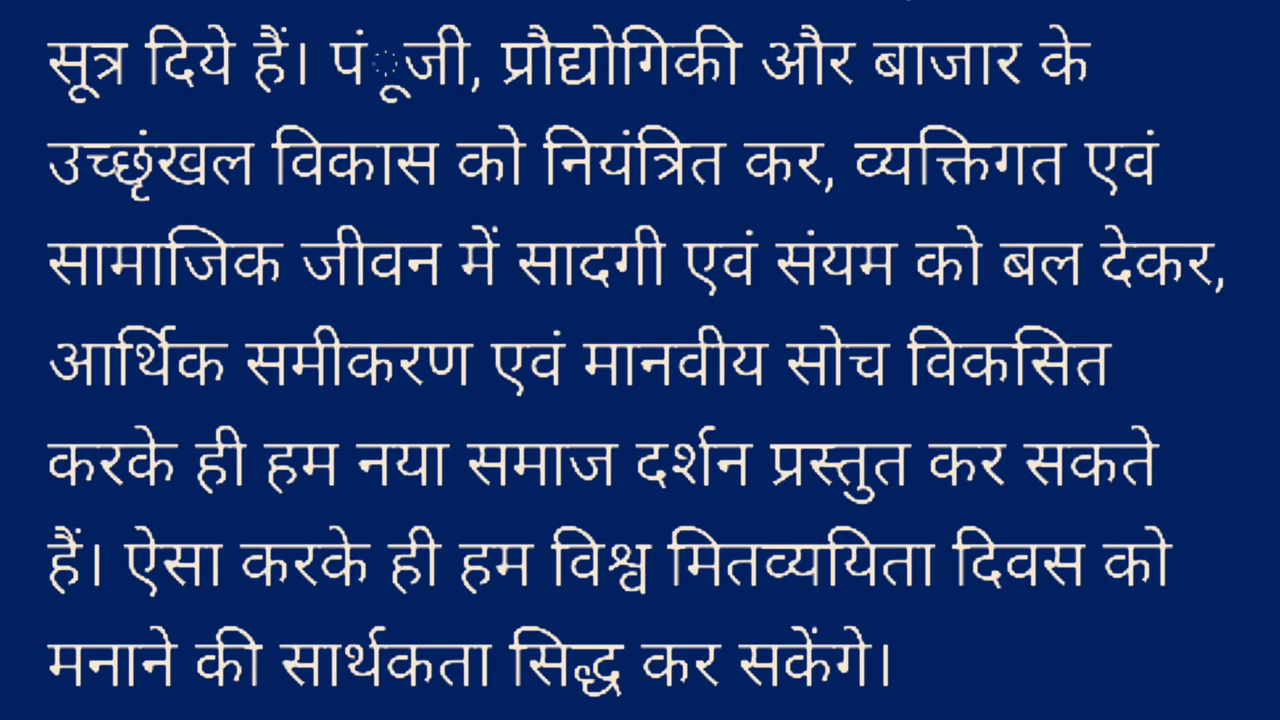 सूत्र दिये हैं। पंूजी, प्रौद्योगिकी और बाजार के
उच्छृंखल विकास को नियंत्रित कर, व्यक्तिगत एवं
सामाजिक जीवन में सादगी एवं संयम को बल देकर,
आर्थिक समीकरण एवं मानवीय सोच विकसित
करके ही हम नया समाज दर्शन प्रस्तुत कर सकते
हैं। ऐसा करके ही हम विश्व मितव्ययिता दिवस को
मनाने की सार्थकता सिद्ध कर सकेंगे।